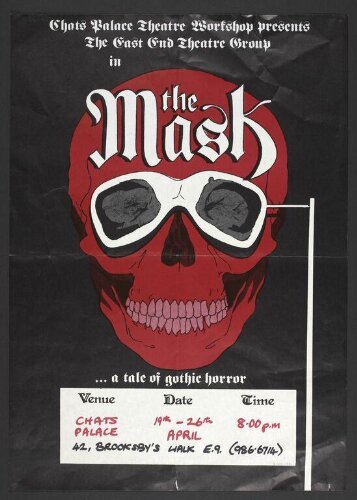 Chats Palace Theatre Workshop presents
The East End Theatre Group
in
the
Mask
... a tale of gothic horror
Venue Date Time
CHATS 19th – 26th 8·00 p.m
PALACE APRIL
42, BROOKSBY'S WALK E.9. (986·6714)